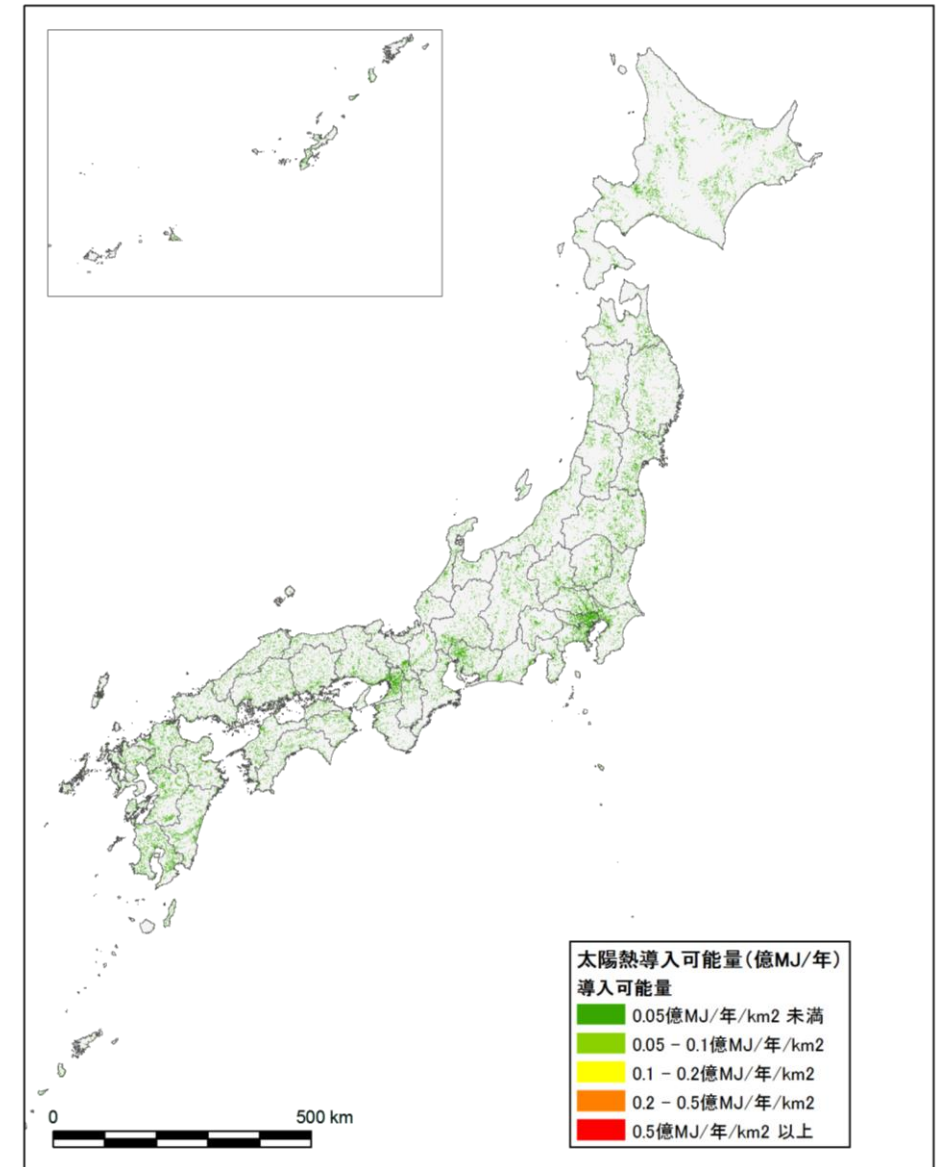 太陽熱導入可能量(億MJ/年)
導入可能量
0.05億MJ/年/km2 未満
0.05 - 0.1億MJ/年/km2
0.1 - 0.2億MJ/年/km2
0.2 - 0.5億MJ/年/km2
0.5億MJ/年/km2 以上
0 500 km